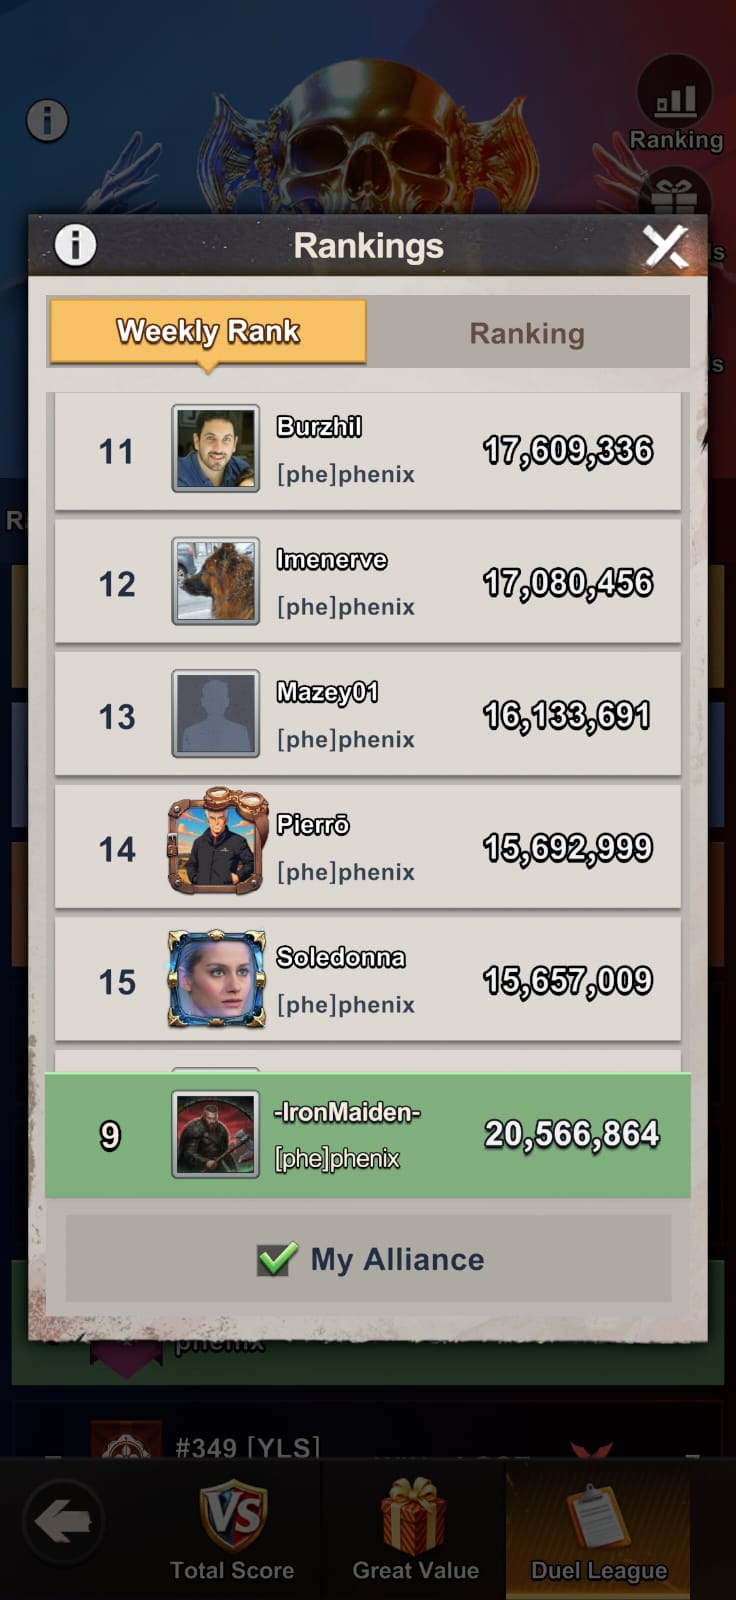 Ranking
Rankings
Weekly Rank
Ranking
11
Burzhil
[phe]phenix
17,609,336
12
Imenerve
[phe]phenix
17,080,456
13
Mazey01
[phe]phenix
16,133,691
14
Pierrō
[phe]phenix
15,692,999
15
Soledonna
[phe]phenix
15,657,009
9
-IronMaiden-
[phe]phenix
20,566,864
My Alliance
phenix
#349 [YLS]
VS
Total Score
Great Value
Duel League